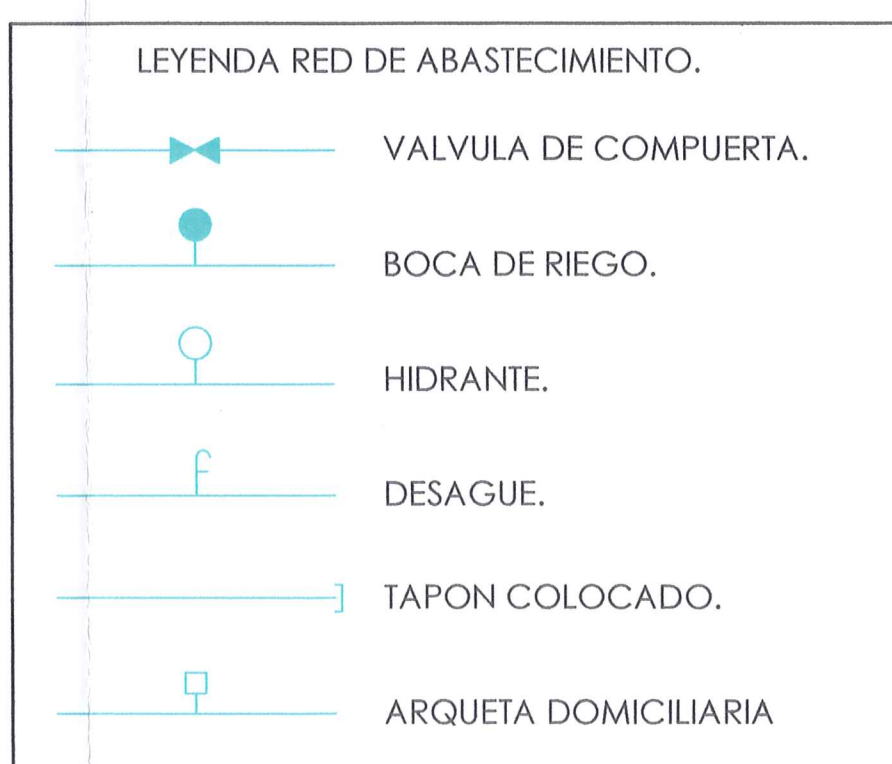 LEYENDA RED DE ABASTECIMIENTO.
VALVULA DE COMPUERTA.
BOCA DE RIEGO.
HIDRANTE.
DESAGUE.
TAPON COLOCADO.
ARQUETA DOMICILIARIA